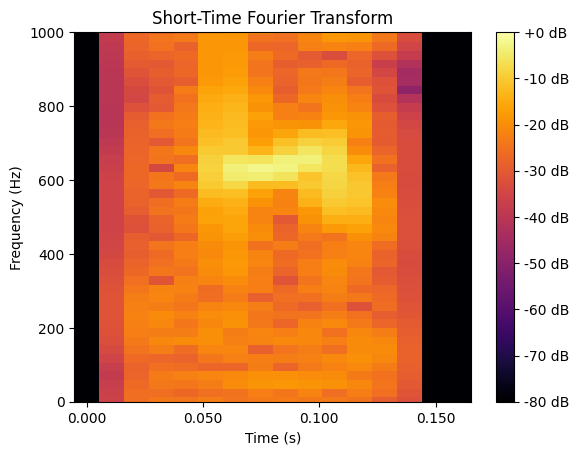 Short-Time Fourier Transform
1000
800
600
400
200
0
Frequency (Hz)
0.000
0.050
0.100
0.150
Time (s)
+0 dB
-10 dB
-20 dB
-30 dB
-40 dB
-50 dB
-60 dB
-70 dB
-80 dB